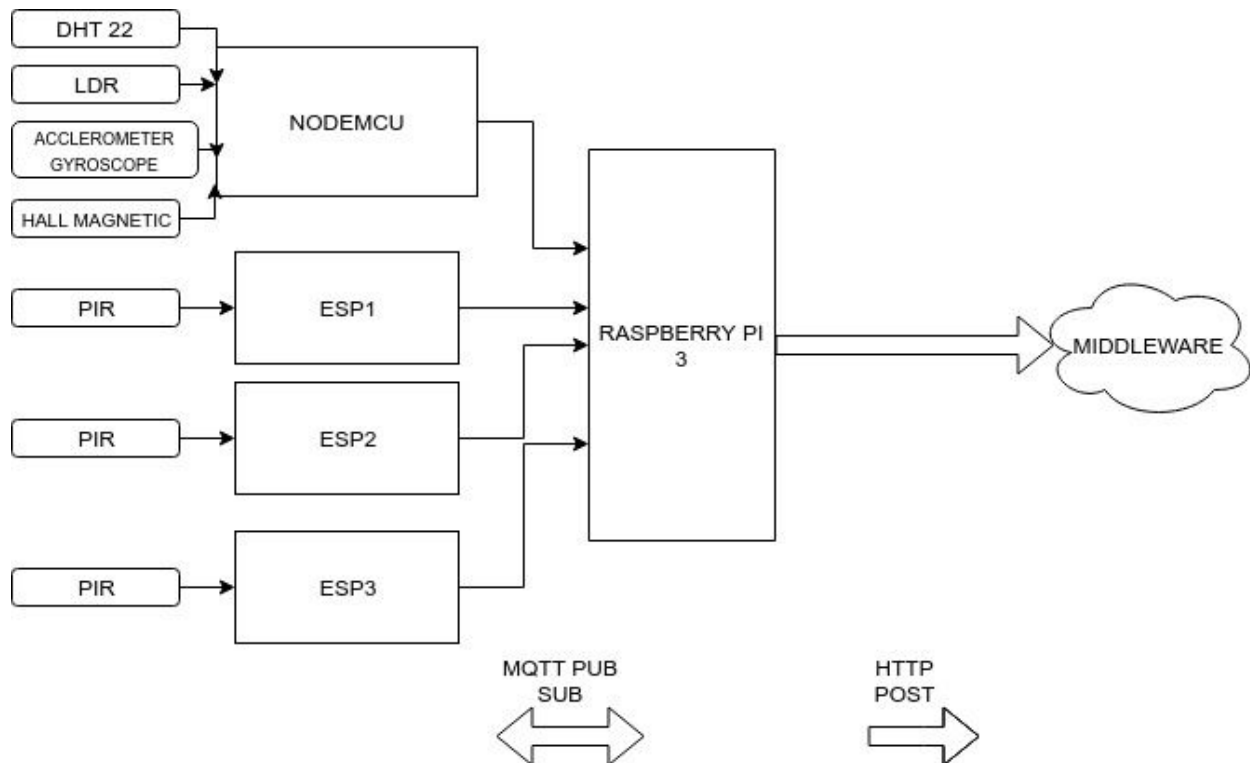 DHT 22
LDR
ACCLEROMETER
GYROSCOPE
HALL MAGNETIC
NODEMCU
PIR
ESP1
PIR
ESP2
PIR
ESP3
RASPBERRY PI
3
MIDDLEWARE
MQTT PUB
SUB
HTTP
POST